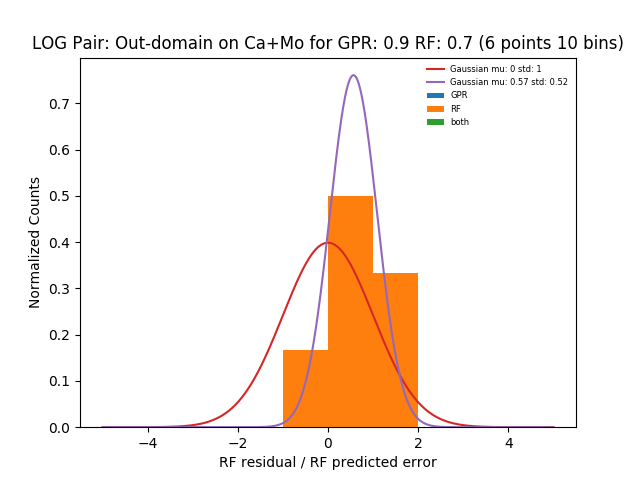 LOG Pair: Out-domain on Ca+Mo for GPR: 0.9 RF: 0.7 (6 points 10 bins)
Gaussian mu: 0 std: 1
Gaussian mu: 0.57 std: 0.52
GPR
RF
both
Normalized Counts
0.7
0.6
0.5
0.4
0.3
0.2
0.1
0.0
−4 −2 0 2 4
RF residual / RF predicted error